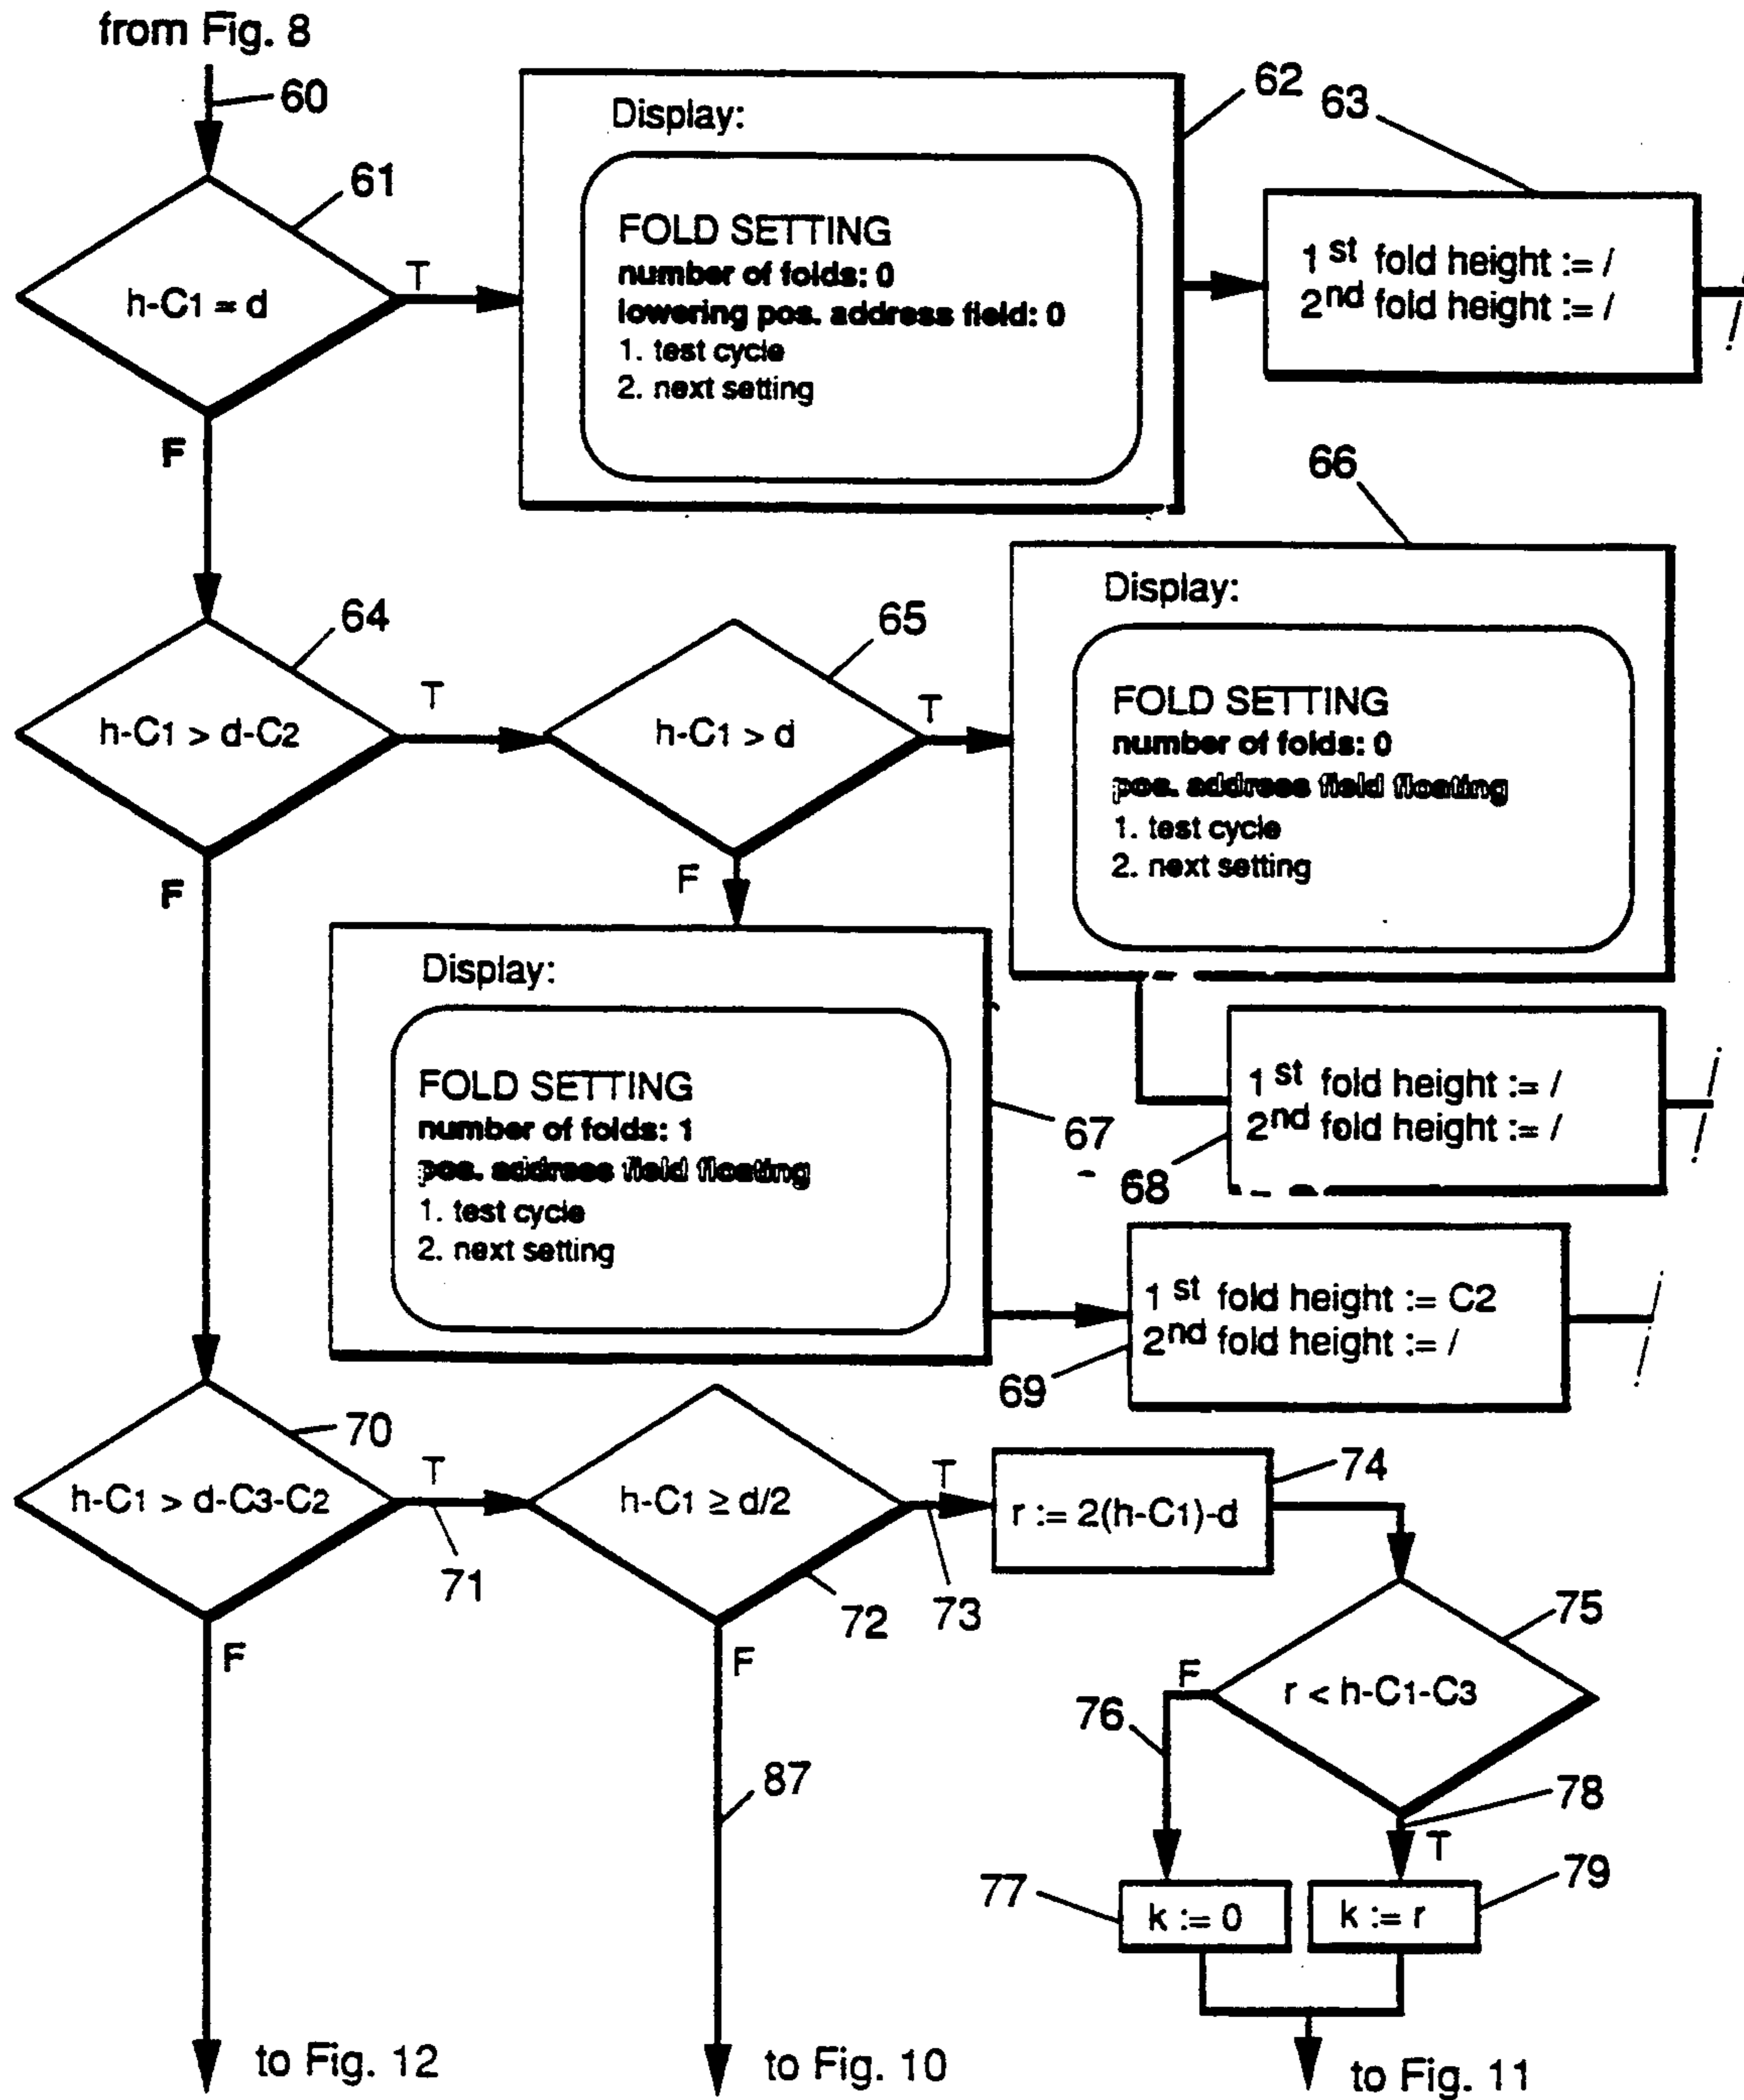 from Fig. 8
60
61
h-C1 = d
T
F
Display:
FOLD SETTING
number of folds: 0
lowering pos. address field: 0
1. test cycle
2. next setting
62
63
1st fold height := /
2nd fold height := /
64
h-C1 > d-C2
T
F
65
h-C1 > d
T
F
66
Display:
FOLD SETTING
number of folds: 0
pos. address field floating
1. test cycle
2. next setting
Display:
FOLD SETTING
number of folds: 1
pos. address field floating
1. test cycle
2. next setting
67
68
1st fold height := /
2nd fold height := /
69
1st fold height := C2
2nd fold height := /
70
h-C1 > d-C3-C2
T
71
F
h-C1 ≥ d/2
72
T
73
F
87
74
r := 2(h-C1)-d
75
r < h-C1-C3
F
76
78
T
77
k := 0
79
k := r
to Fig. 12
to Fig. 10
to Fig. 11